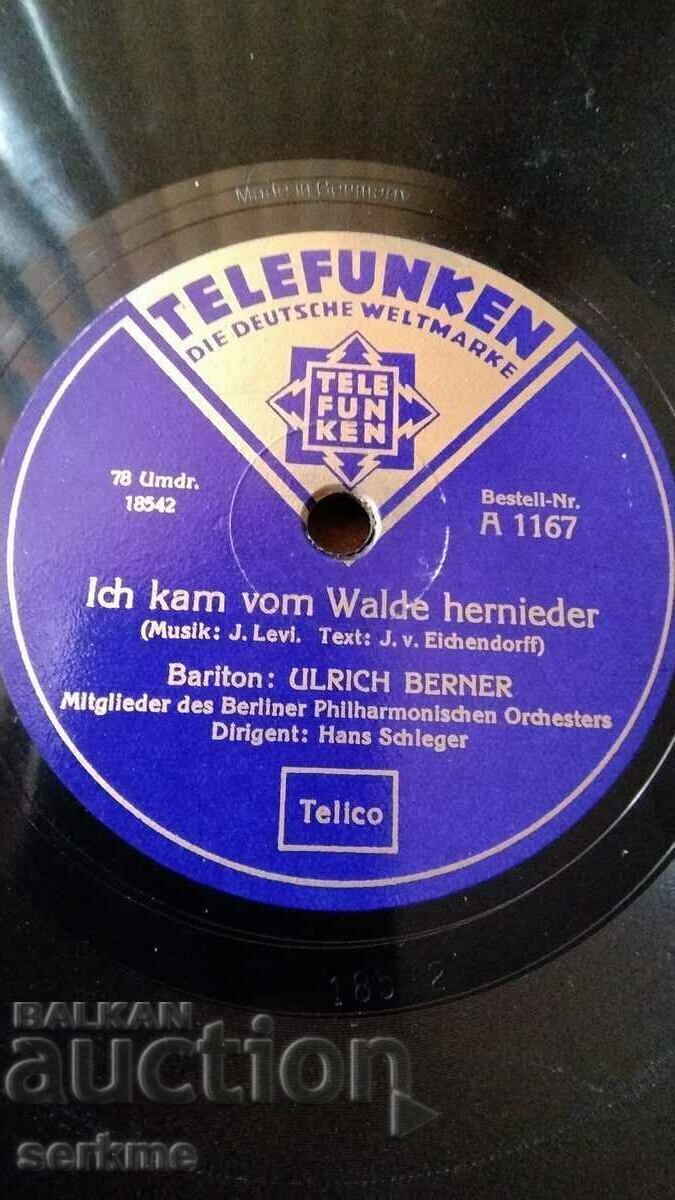 Made in Germany
TELEFUNKEN
DIE DEUTSCHE WELTMARKE
TELE
FUN
KEN
78 Umdr.
18542
Bestell-Nr.
A 1167
Ich kam vom Walde hernieder
(Musik: J. Levi. Text: J. v. Eichendorff)
Bariton: ULRICH BERNER
Mitglieder des Berliner Philharmonischen Orchesters
Dirigent: Hans Schleger
Telico
BALKAN
auction
serkme